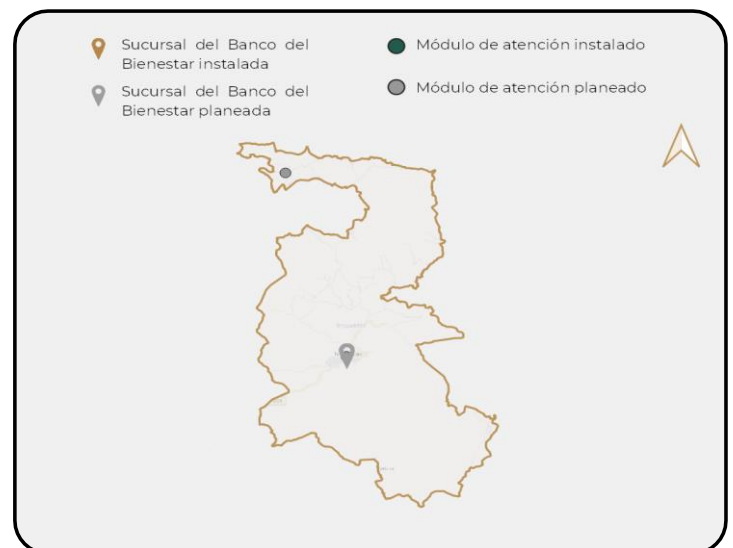 Sucursal del Banco del
Bienestar instalada
Sucursal del Banco del
Bienestar planeada
Módulo de atención instalado
Módulo de atención planeado